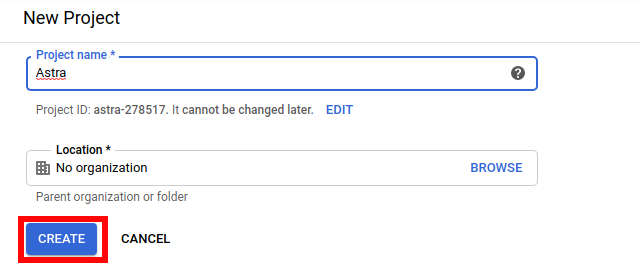 New Project
Project name *
Astra
Project ID: astra-278517. It cannot be changed later. EDIT
Location *
No organization BROWSE
Parent organization or folder
CREATE CANCEL